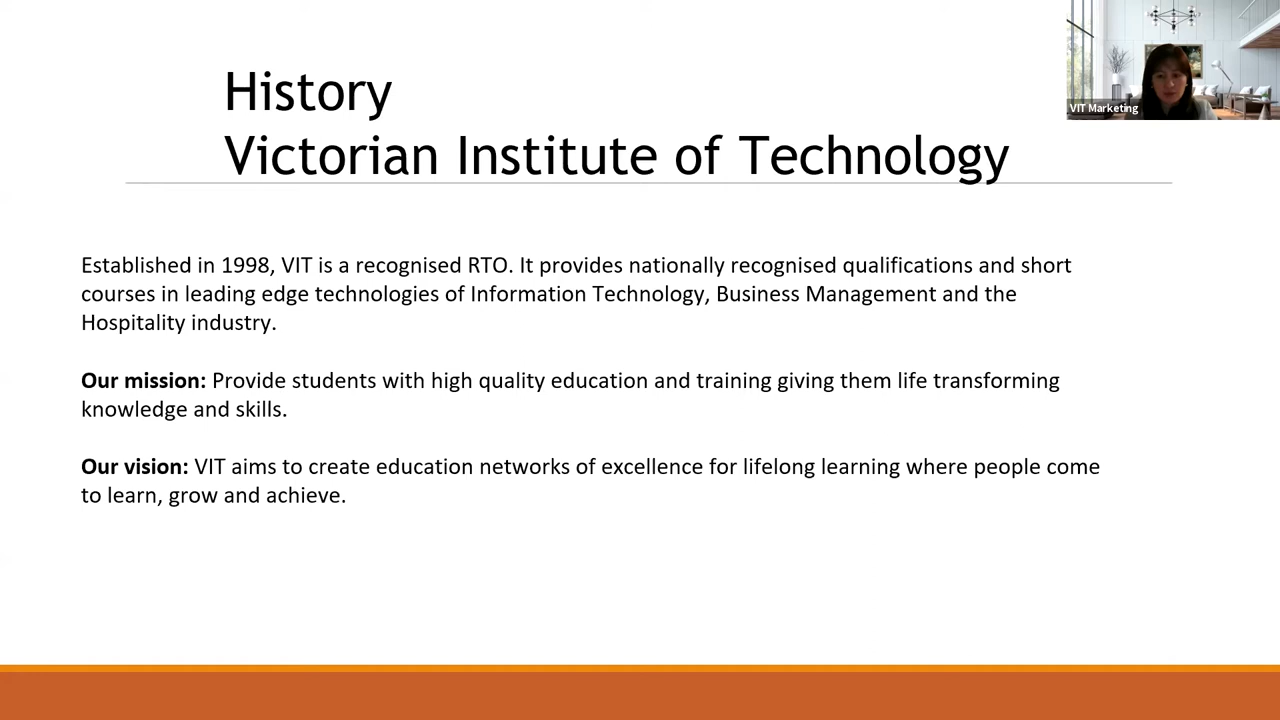 History
Victorian Institute of Technology
VIT Marketing
Established in 1998, VIT is a recognised RTO. It provides nationally recognised qualifications and short
courses in leading edge technologies of Information Technology, Business Management and the
Hospitality industry.
Our mission: Provide students with high quality education and training giving them life transforming
knowledge and skills.
Our vision: VIT aims to create education networks of excellence for lifelong learning where people come
to learn, grow and achieve.